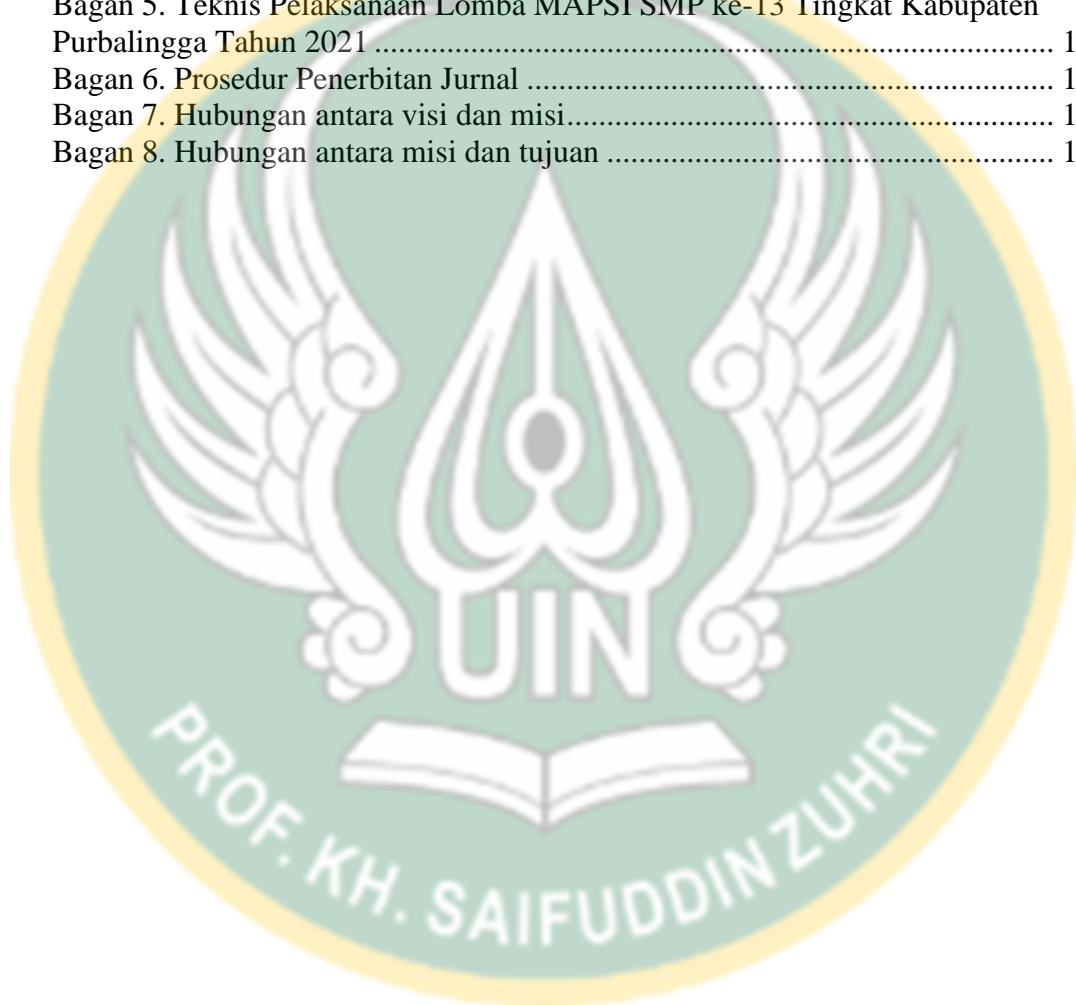 Bagan 5. Teknis Pelaksanaan Lomba MAPSI SMP ke-13 Tingkat Kabupaten
Purbalingga Tahun 2021 ..................................................................................... 1
Bagan 6. Prosedur Penerbitan Jurnal .................................................................. 1
Bagan 7. Hubungan antara visi dan misi............................................................. 1
Bagan 8. Hubungan antara misi dan tujuan ........................................................ 1
UIN
PROF. KH. SAIFUDDIN ZUHRI